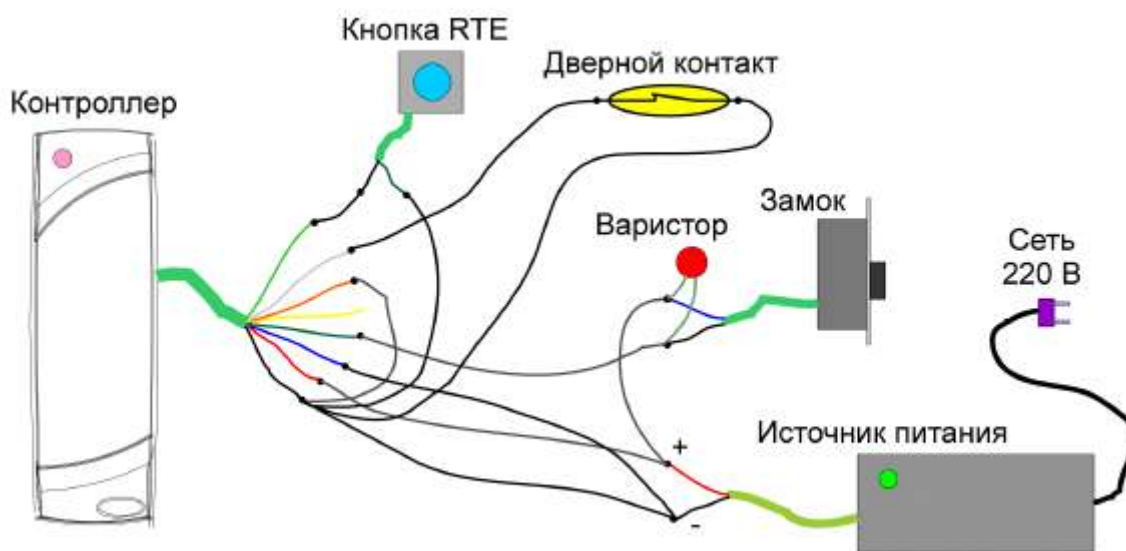 Кнопка RTE
Дверной контакт
Контроллер
Замок
Варистор
Сеть
220 В
Источник питания
+
-